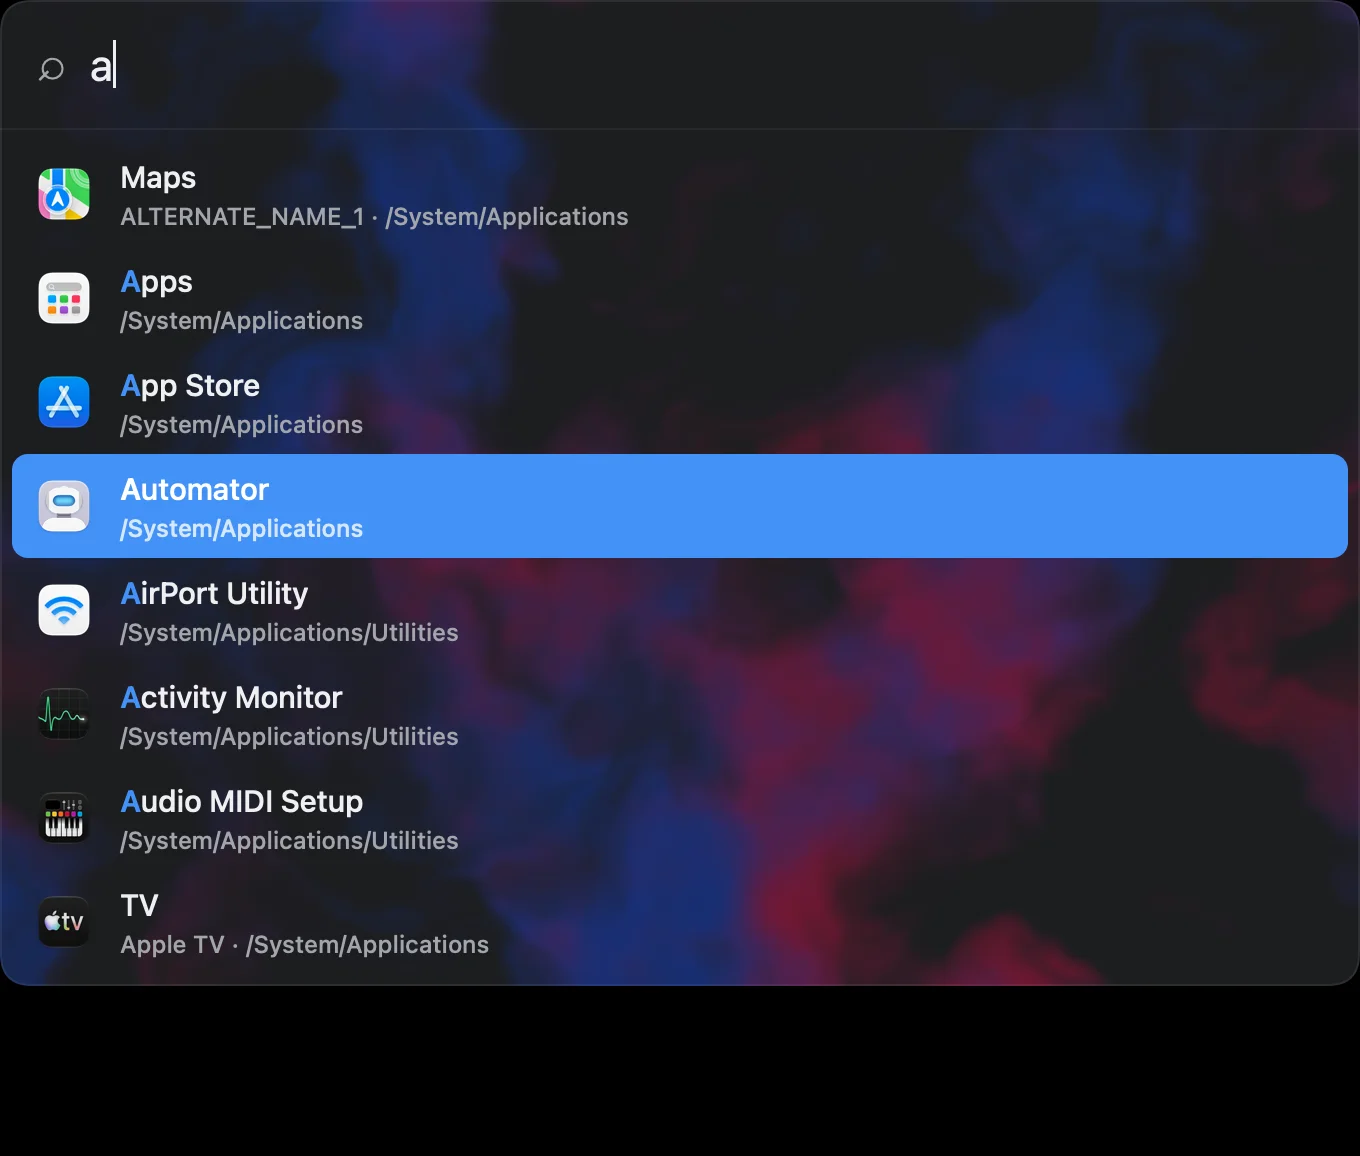 a
Maps
ALTERNATE_NAME_1 · /System/Applications
Apps
/System/Applications
App Store
/System/Applications
Automator
/System/Applications
AirPort Utility
/System/Applications/Utilities
Activity Monitor
/System/Applications/Utilities
Audio MIDI Setup
/System/Applications/Utilities
tv
TV
Apple TV · /System/Applications